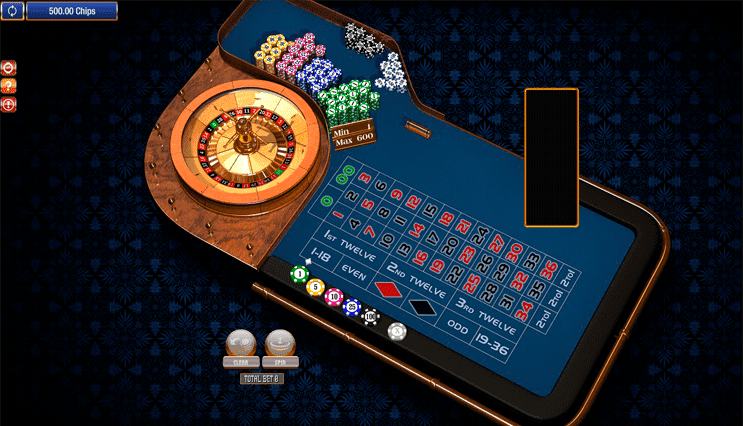 500.00 Chips
Min 1
Max 600
00 3 6 9 12 15 18 21 24 27 30 33 36 2to1
2 5 8 11 14 17 20 23 26 29 32 35 2to1
0 1 4 7 10 13 16 19 22 25 28 31 34 2to1
1ST TWELVE 2ND TWELVE 3RD TWELVE
1-18 EVEN ODD 19-36
1 5 10 25 100 X
CLEAR SPIN
TOTAL BET 0